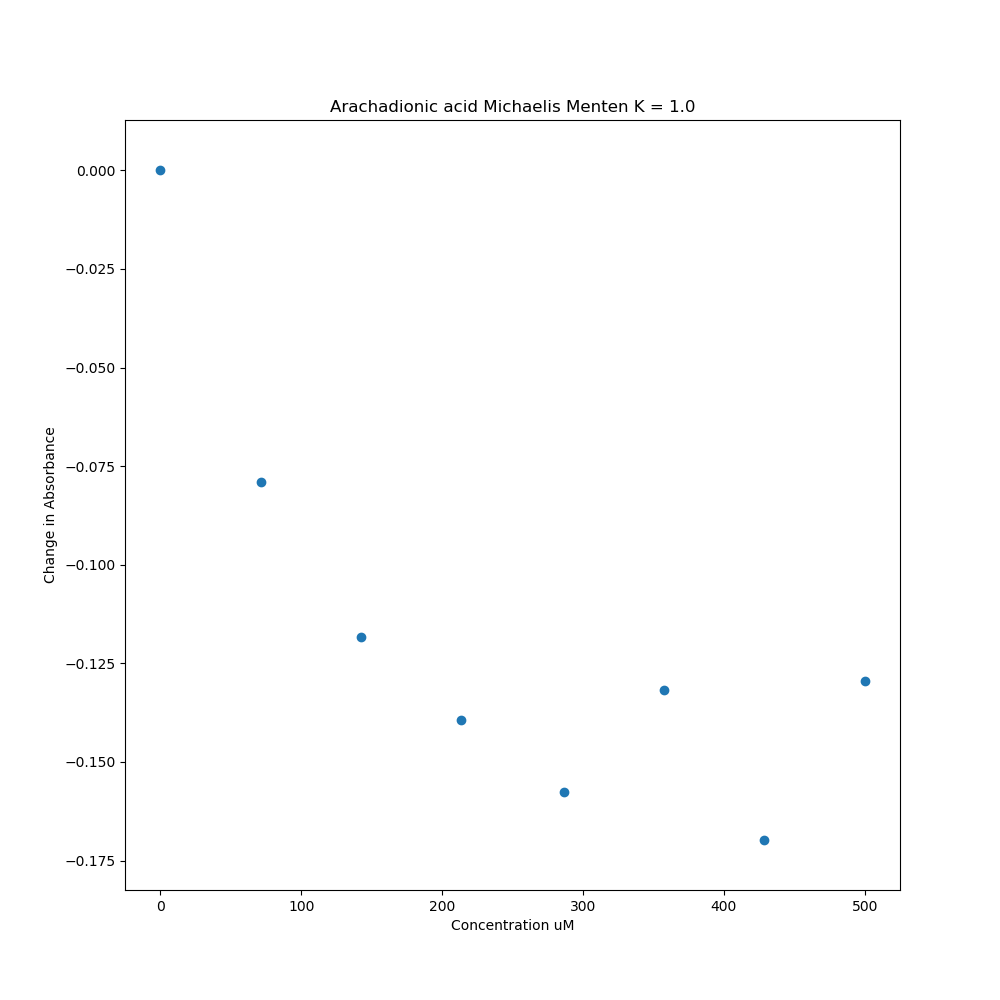 Arachadionic acid Michaelis Menten K = 1.0
0.000
−0.025
−0.050
−0.075
−0.100
−0.125
−0.150
−0.175
Change in Absorbance
0 100 200 300 400 500
Concentration uM